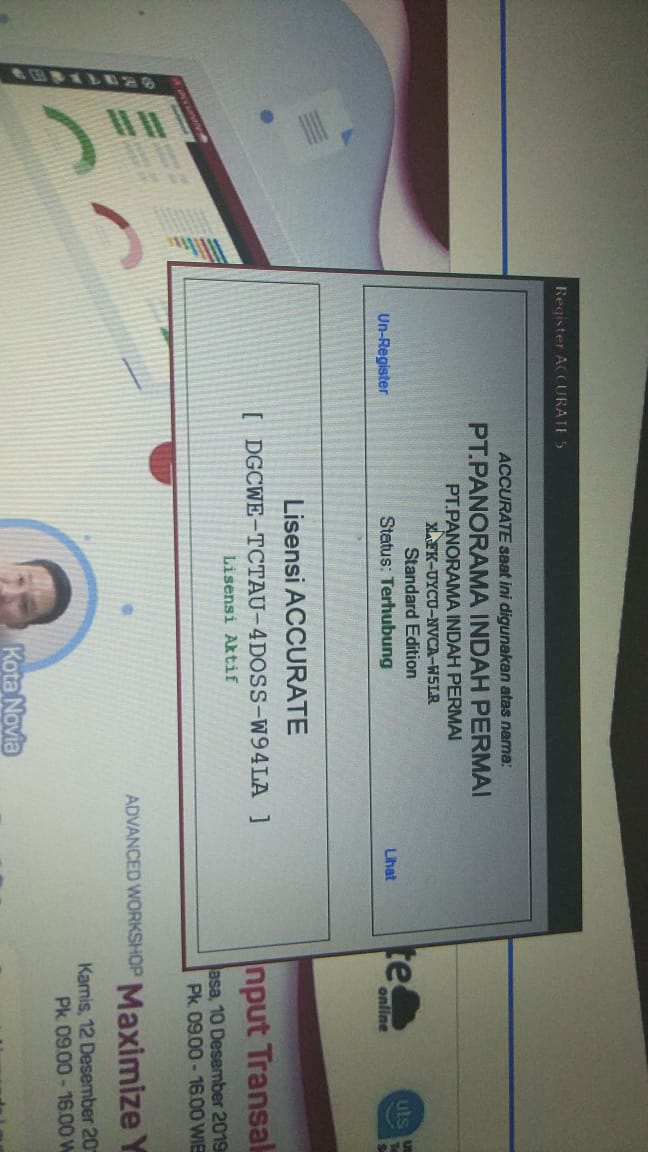 Register ACCURATE 5
ACCURATE saat ini digunakan atas nama:
PT.PANORAMA INDAH PERMAI
PT.PANORAMA INDAH PERMAI
-UYCU-NVCA-W5LR
Standard Edition
Un-Register
Status: Terhubung
Lihat
Lisensi ACCURATE
[ DGCWE-TCTAU-4DOSS-W94LA ]
Lisensi Aktif
te
online
uts
nput Transak
asa, 10 Desember 2019
Pk. 09.00 - 16.00 WIB
ADVANCED WORKSHOP
Maximize Y
Kamis, 12 Desember 20
Pk. 09.00 - 16.00 W
Kota Novia